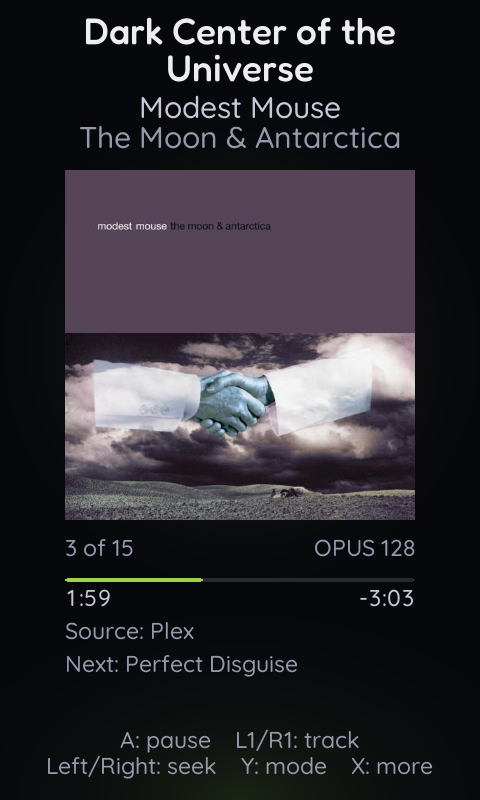 Dark Center of the
Universe
Modest Mouse
The Moon & Antarctica
modest mouse the moon & antarctica
3 of 15 OPUS 128
1:59 -3:03
Source: Plex
Next: Perfect Disguise
A: pause L1/R1: track
Left/Right: seek Y: mode X: more